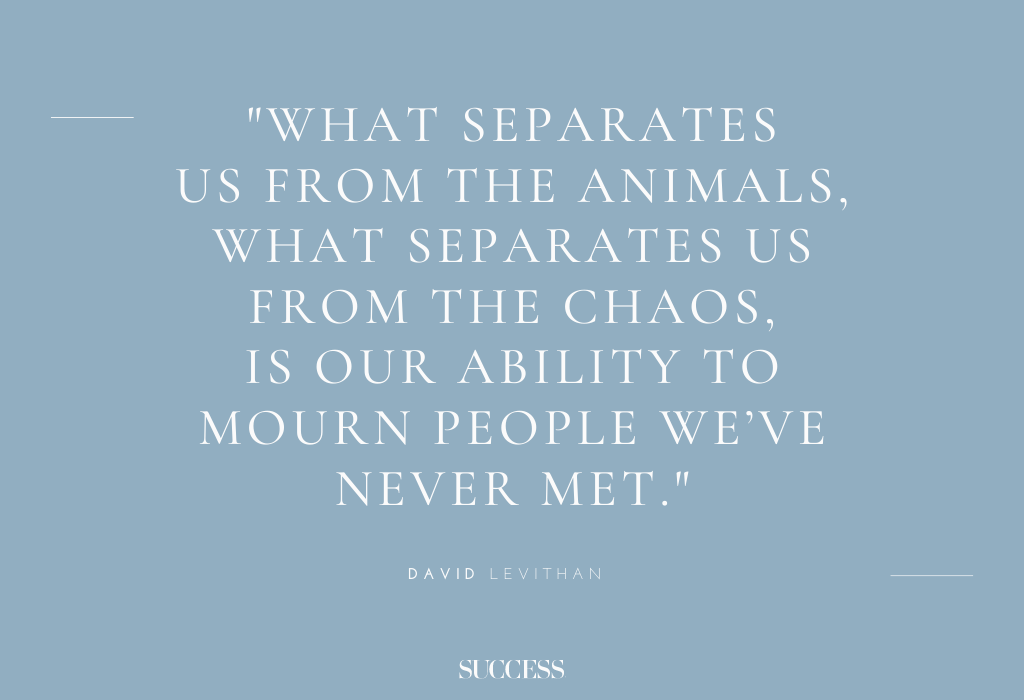 "WHAT SEPARATES
US FROM THE ANIMALS,
WHAT SEPARATES US
FROM THE CHAOS,
IS OUR ABILITY TO
MOURN PEOPLE WE’VE
NEVER MET."
DAVID LEVITHAN
SUCCESS